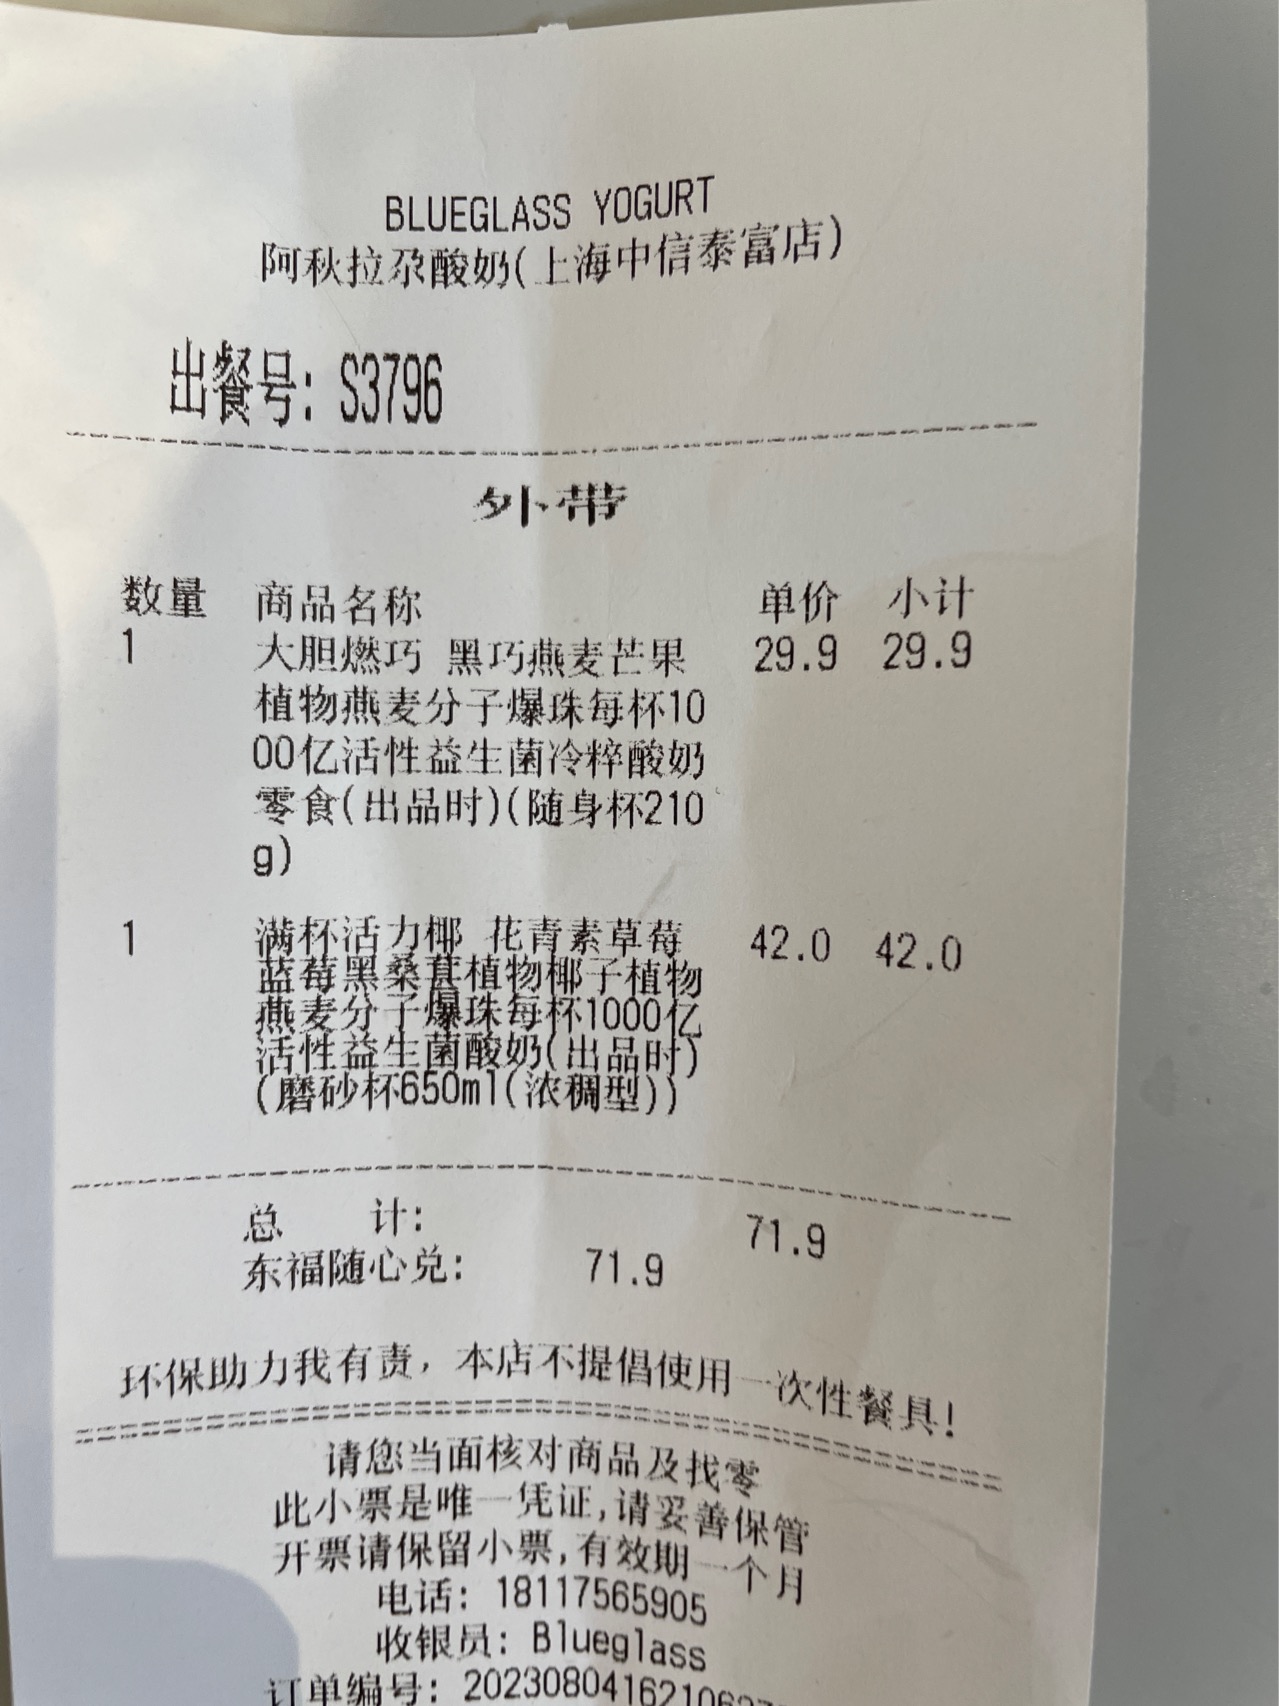 BLUEGLASS YOGURT
阿秋拉尕酸奶(上海中信泰富店)
出餐号: S3796
外带
数量 商品名称 单价 小计
1 大胆燃巧 黑巧燕麦芒果 29.9 29.9
植物燕麦分子爆珠每杯10
00亿活性益生菌冷粹酸奶
零食(出品时)(随身杯210
g)
1 满杯活力椰 花青素草莓 42.0 42.0
蓝莓黑桑葚植物椰子植物
燕麦分子爆珠每杯1000亿
活性益生菌酸奶(出品时)
(磨砂杯650ml(浓稠型))
总 计: 71.9
东福随心兑: 71.9
环保助力我有责，本店不提倡使用一次性餐具!
请您当面核对商品及找零
此小票是唯一凭证,请妥善保管
开票请保留小票,有效期一个月
电话: 18117565905
收银员: Blueglass
订单编号: